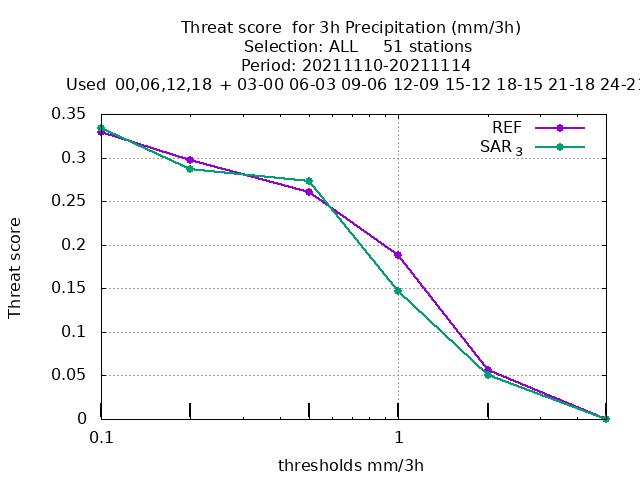 Threat score  for 3h Precipitation (mm/3h)
Selection: ALL     51 stations
Period: 20211110-20211114
Used  00,06,12,18  + 03-00 06-03 09-06 12-09  15-12 18-15 21-18 24-21
REF
SAR 3
0.35
0.3
0.25
0.2
0.15
0.1
0.05
0
Threat score
0.1
1
thresholds mm/3h